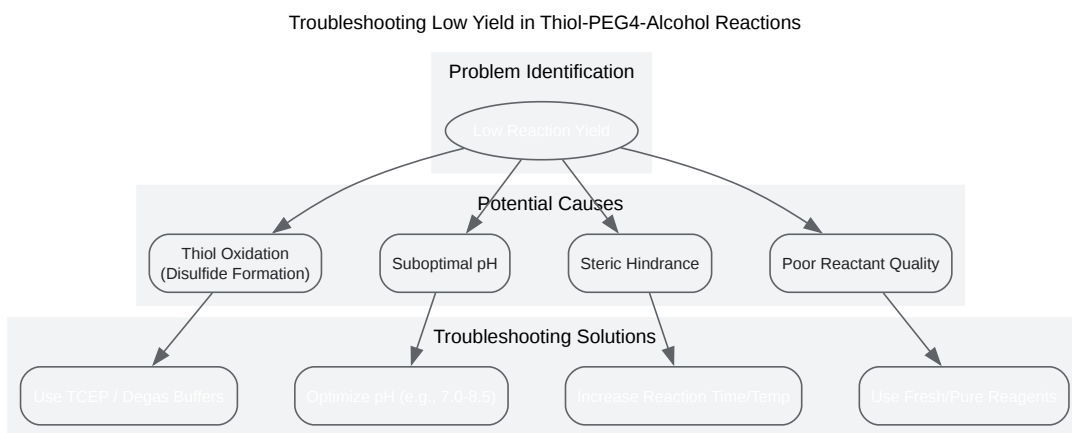 Troubleshooting Low Yield in Thiol-PEG4-Alcohol Reactions
Problem Identification
Low Reaction Yield
Potential Causes
Thiol Oxidation
(Disulfide Formation)
Suboptimal pH
Steric Hindrance
Poor Reactant Quality
Troubleshooting Solutions
Use TCEP / Degas Buffers
Optimize pH (e.g., 7.0-8.5)
Increase Reaction Time/Temp
Use Fresh/Pure Reagents